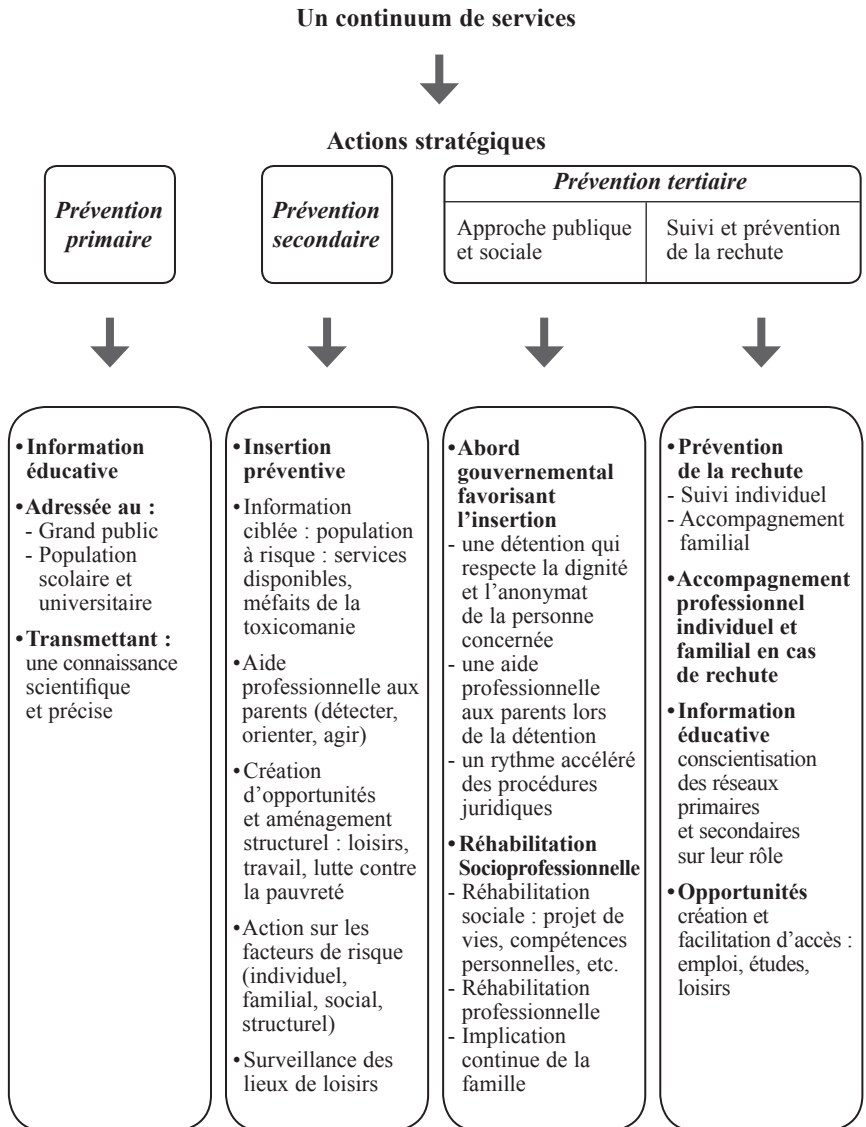 Un continuum de services
Actions stratégiques
Prévention
primaire
Prévention
secondaire
Prévention tertiaire
Approche publique
et sociale
Suivi et prévention
de la rechute
•Information
éducative
•Adressée au :
- Grand public
- Population
scolaire et
universitaire
•Transmettant :
une connaissance
scientifique
et précise
•Insertion
préventive
•Information
ciblée : population
à risque : services
disponibles,
méfaits de la
toxicomanie
•Aide
professionnelle aux
parents (détecter,
orienter, agir)
•Création
d’opportunités
et aménagement
structurel : loisirs,
travail, lutte contre
la pauvreté
•Action sur les
facteurs de risque
(individuel,
familial, social,
structurel)
•Surveillance des
lieux de loisirs
•Abord
gouvernemental
favorisant
l’insertion
- une détention qui
respecte la dignité
et l’anonymat
de la personne
concernée
- une aide
professionnelle
aux parents lors
de la détention
- un rythme accéléré
des procédures
juridiques
•Réhabilitation
Socioprofessionnelle
- Réhabilitation
sociale : projet de
vies, compétences
personnelles, etc.
- Réhabilitation
professionnelle
- Implication
continue de la
famille
•Prévention
de la rechute
- Suivi individuel
- Accompagnement
familial
•Accompagnement
professionnel
individuel et
familial en cas
de rechute
•Information
éducative
conscientisation
des réseaux
primaires
et secondaires
sur leur rôle
•Opportunités
création et
facilitation d’accès :
emploi, études,
loisirs